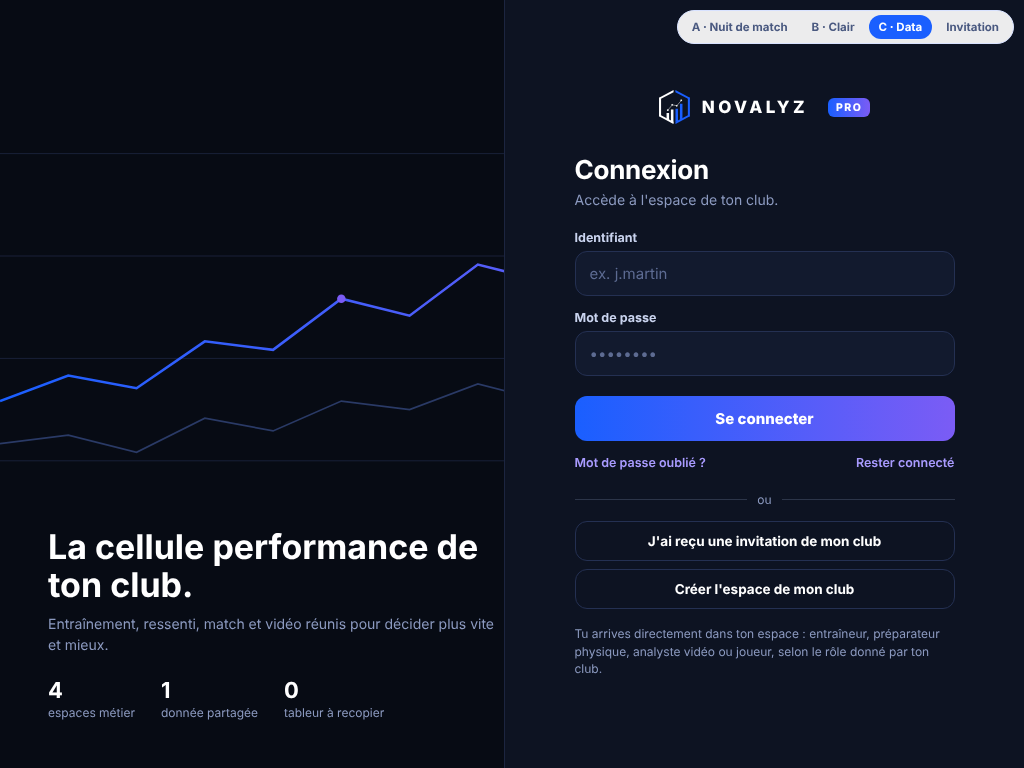 A · Nuit de match
B · Clair
C · Data
Invitation
NOVALYZ
PRO
Connexion
Accède à l'espace de ton club.
Identifiant
ex. j.martin
Mot de passe
••••••••
Se connecter
Mot de passe oublié ?
Rester connecté
ou
J'ai reçu une invitation de mon club
Créer l'espace de mon club
Tu arrives directement dans ton espace : entraîneur, préparateur
physique, analyste vidéo ou joueur, selon le rôle donné par ton
club.
La cellule performance de
ton club.
Entraînement, ressenti, match et vidéo réunis pour décider plus vite
et mieux.
4
espaces métier
1
donnée partagée
0
tableur à recopier